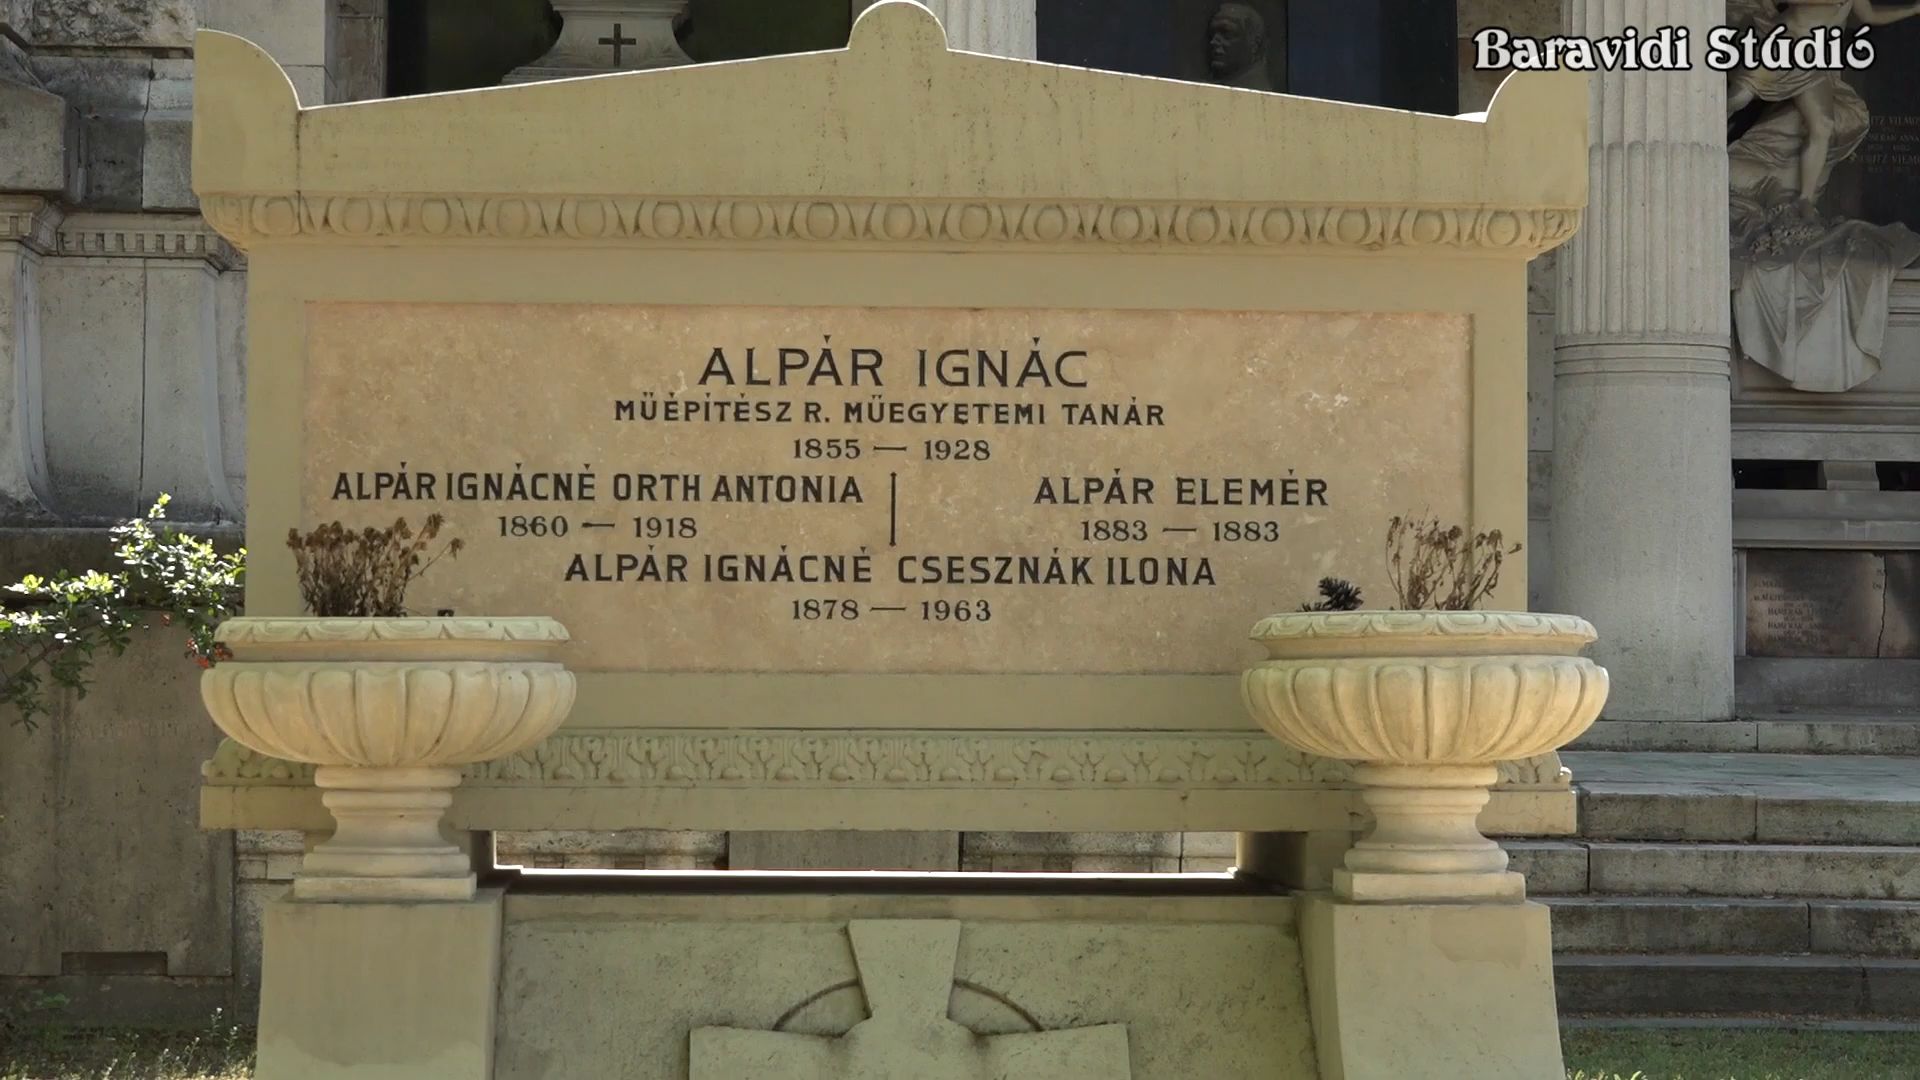 Baravidi Stúdió
ALPÁR IGNÁC
MŰÉPÍTÉSZ R. MŰEGYETEMI TANÁR
1855 — 1928
ALPÁR IGNÁCNÉ ORTH ANTONIA
1860 — 1918
ALPÁR ELEMÉR
1883 — 1883
ALPÁR IGNÁCNÉ CSESZNÁK ILONA
1878 — 1963